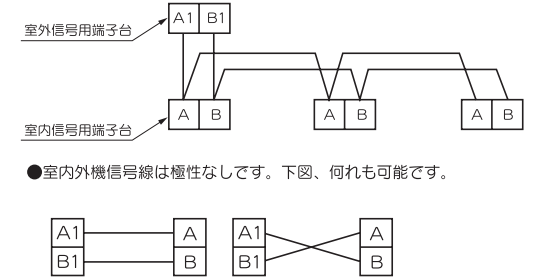 室外信号用端子台
A1 B1
室内信号用端子台
A B
A B
A B
●室内外機信号線は極性なしです。下図、何れも可能です。
A1 A
B1 B
A1 A
B1 B